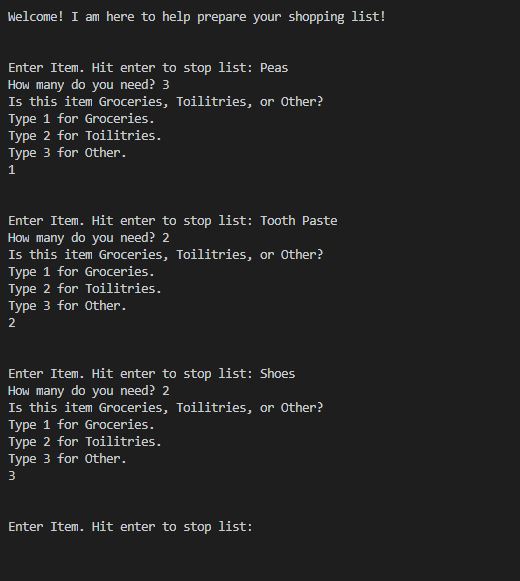 Welcome! I am here to help prepare your shopping list!
Enter Item. Hit enter to stop list: Peas
How many do you need? 3
Is this item Groceries, Toilitries, or Other?
Type 1 for Groceries.
Type 2 for Toilitries.
Type 3 for Other.
1
Enter Item. Hit enter to stop list: Tooth Paste
How many do you need? 2
Is this item Groceries, Toilitries, or Other?
Type 1 for Groceries.
Type 2 for Toilitries.
Type 3 for Other.
2
Enter Item. Hit enter to stop list: Shoes
How many do you need? 2
Is this item Groceries, Toilitries, or Other?
Type 1 for Groceries.
Type 2 for Toilitries.
Type 3 for Other.
3
Enter Item. Hit enter to stop list: